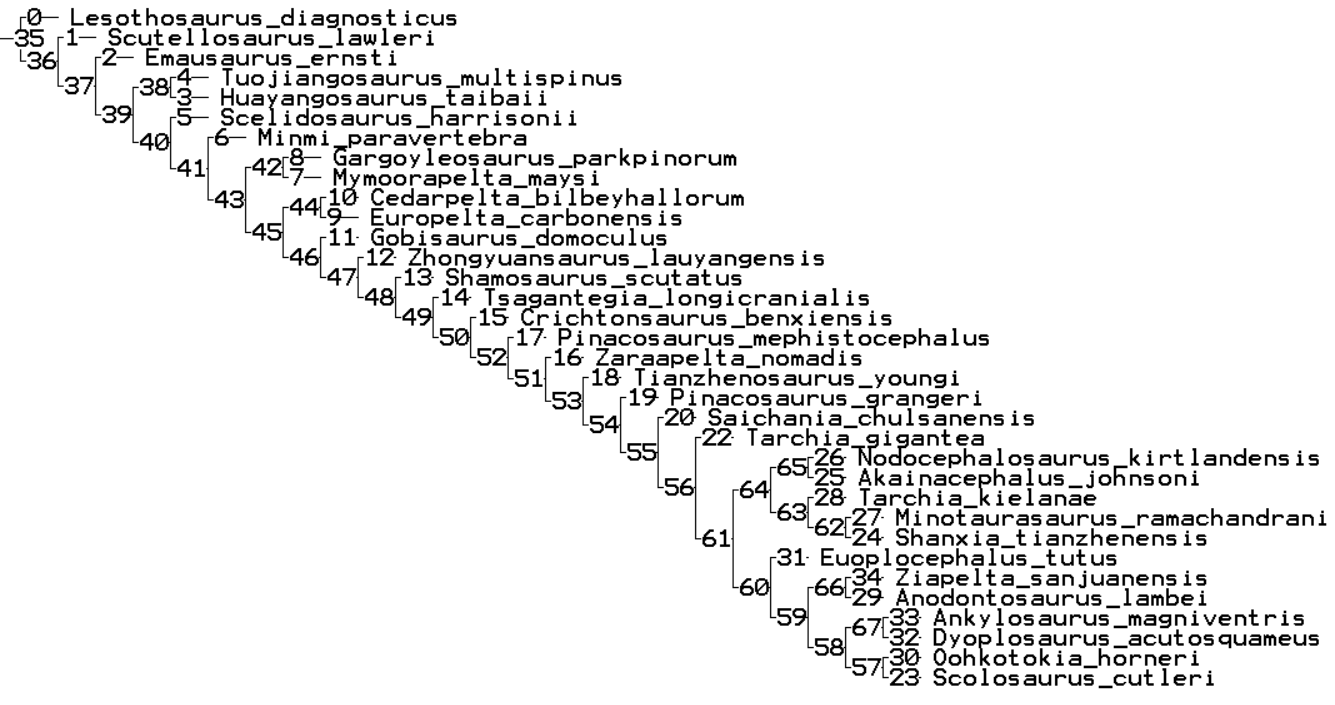 0 Lesothosaurus_diagnosticus
35 1 Scutellosaurus_lawleri
36 2 Emausaurus_ernsti
37 38 4 Tuojiangosaurus_multispinus
3 Huayangosaurus_taibaii
39 5 Scelidosaurus_harrisonii
40 6 Minmi_paravertebra
41 42 8 Gargoyleosaurus_parkpinorum
7 Mymoorapelta_maysi
43 44 10 Cedarpelta_bilbeyhallorum
9 Europelta_carbonensis
45 11 Gobisaurus_domoculus
46 12 Zhongyuansaurus_lauyangensis
47 13 Shamosaurus_scutatus
48 14 Tsagantegia_longicranialis
49 15 Crichtonsaurus_benxiensis
50 17 Pinacosaurus_mephistocephalus
52 16 Zaraapelta_nomadis
51 18 Tianzhenosaurus_youngi
53 19 Pinacosaurus_grangeri
54 20 Saichania_chulsanensis
22 Tarchia_gigantea
55 65 26 Nodocephalosaurus_kirtlandensis
25 Akainacephalus_johnsoni
56 64 28 Tarchia_kielanae
63 62 27 Minotaurasaurus_ramachandrani
61 24 Shanxia_tianzhenensis
31 Euoplocephalus_tutus
60 66 34 Ziapelta_sanjuanensis
29 Anodontosaurus_lambei
59 67 33 Ankylosaurus_magniventris
32 Dyoplosaurus_acutosquameus
58 57 30 Oohkotokia_horneri
23 Scolosaurus_cutleri